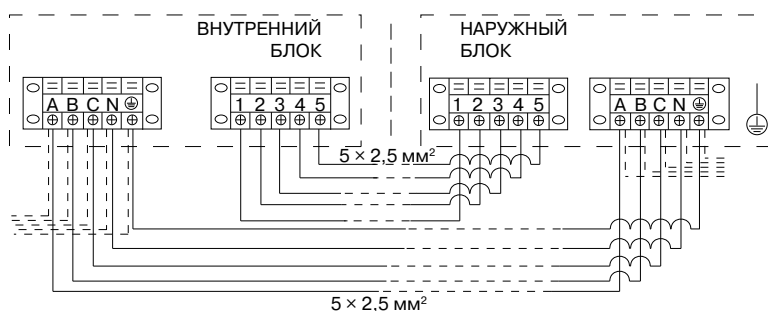 ВНУТРЕННИЙ
БЛОК
НАРУЖНЫЙ
БЛОК
A B C N
1 2 3 4 5
1 2 3 4 5
A B C N
5 × 2,5 мм²
5 × 2,5 мм²